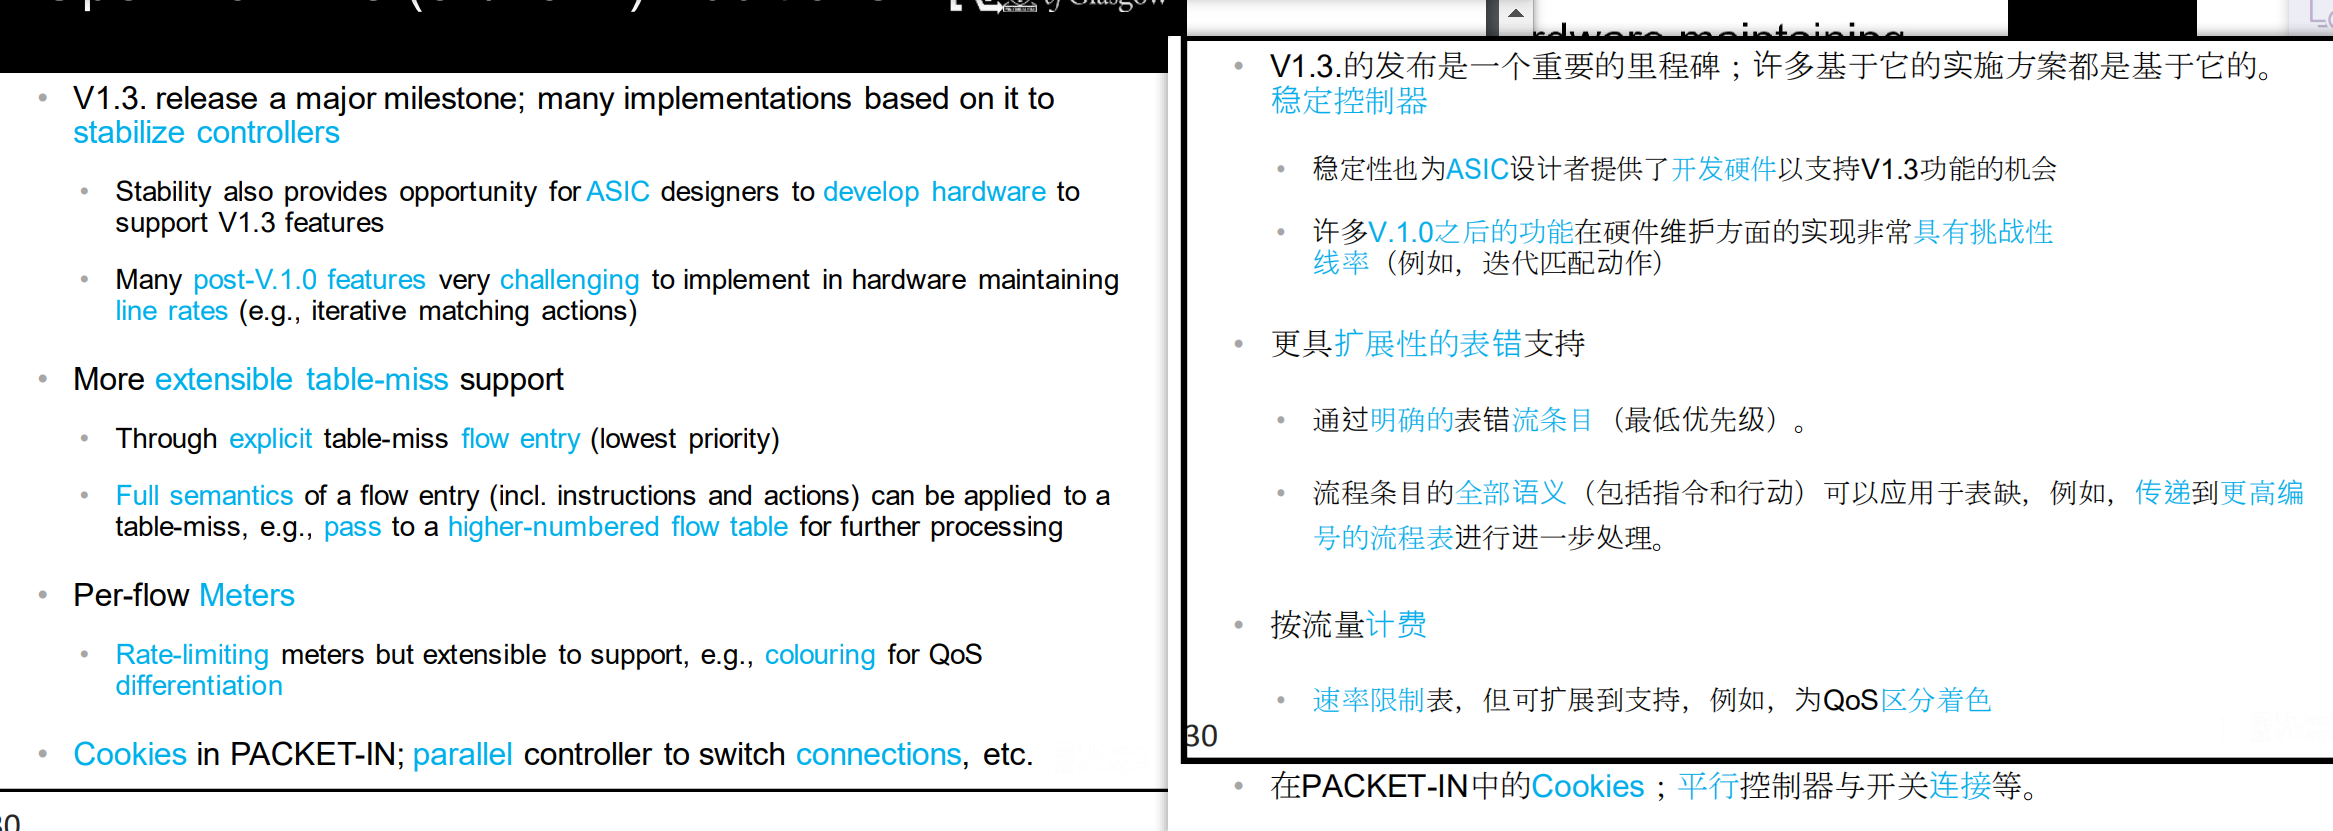 of Glasgow
V1.3. release a major milestone; many implementations based on it to
stabilize controllers
Stability also provides opportunity for ASIC designers to develop hardware to
support V1.3 features
Many post-V.1.0 features very challenging to implement in hardware maintaining
line rates (e.g., iterative matching actions)
More extensible table-miss support
Through explicit table-miss flow entry (lowest priority)
Full semantics of a flow entry (incl. instructions and actions) can be applied to a
table-miss, e.g., pass to a higher-numbered flow table for further processing
Per-flow Meters
Rate-limiting meters but extensible to support, e.g., colouring for QoS
differentiation
Cookies in PACKET-IN; parallel controller to switch connections, etc.
30
rdware maintaining
V1.3.的发布是一个重要的里程碑；许多基于它的实施方案都是基于它的。
稳定控制器
稳定性也为ASIC设计者提供了开发硬件以支持V1.3功能的机会
许多V.1.0之后的功能在硬件维护方面的实现非常具有挑战性
线率（例如，迭代匹配动作）
更具扩展性的表错支持
通过明确的表错流条目（最低优先级）。
流程条目的全部语义（包括指令和行动）可以应用于表缺，例如，传递到更高编
号的流程表进行进一步处理。
按流量计费
速率限制表，但可扩展到支持，例如，为QoS区分着色
30
在PACKET-IN中的Cookies；平行控制器与开关连接等。